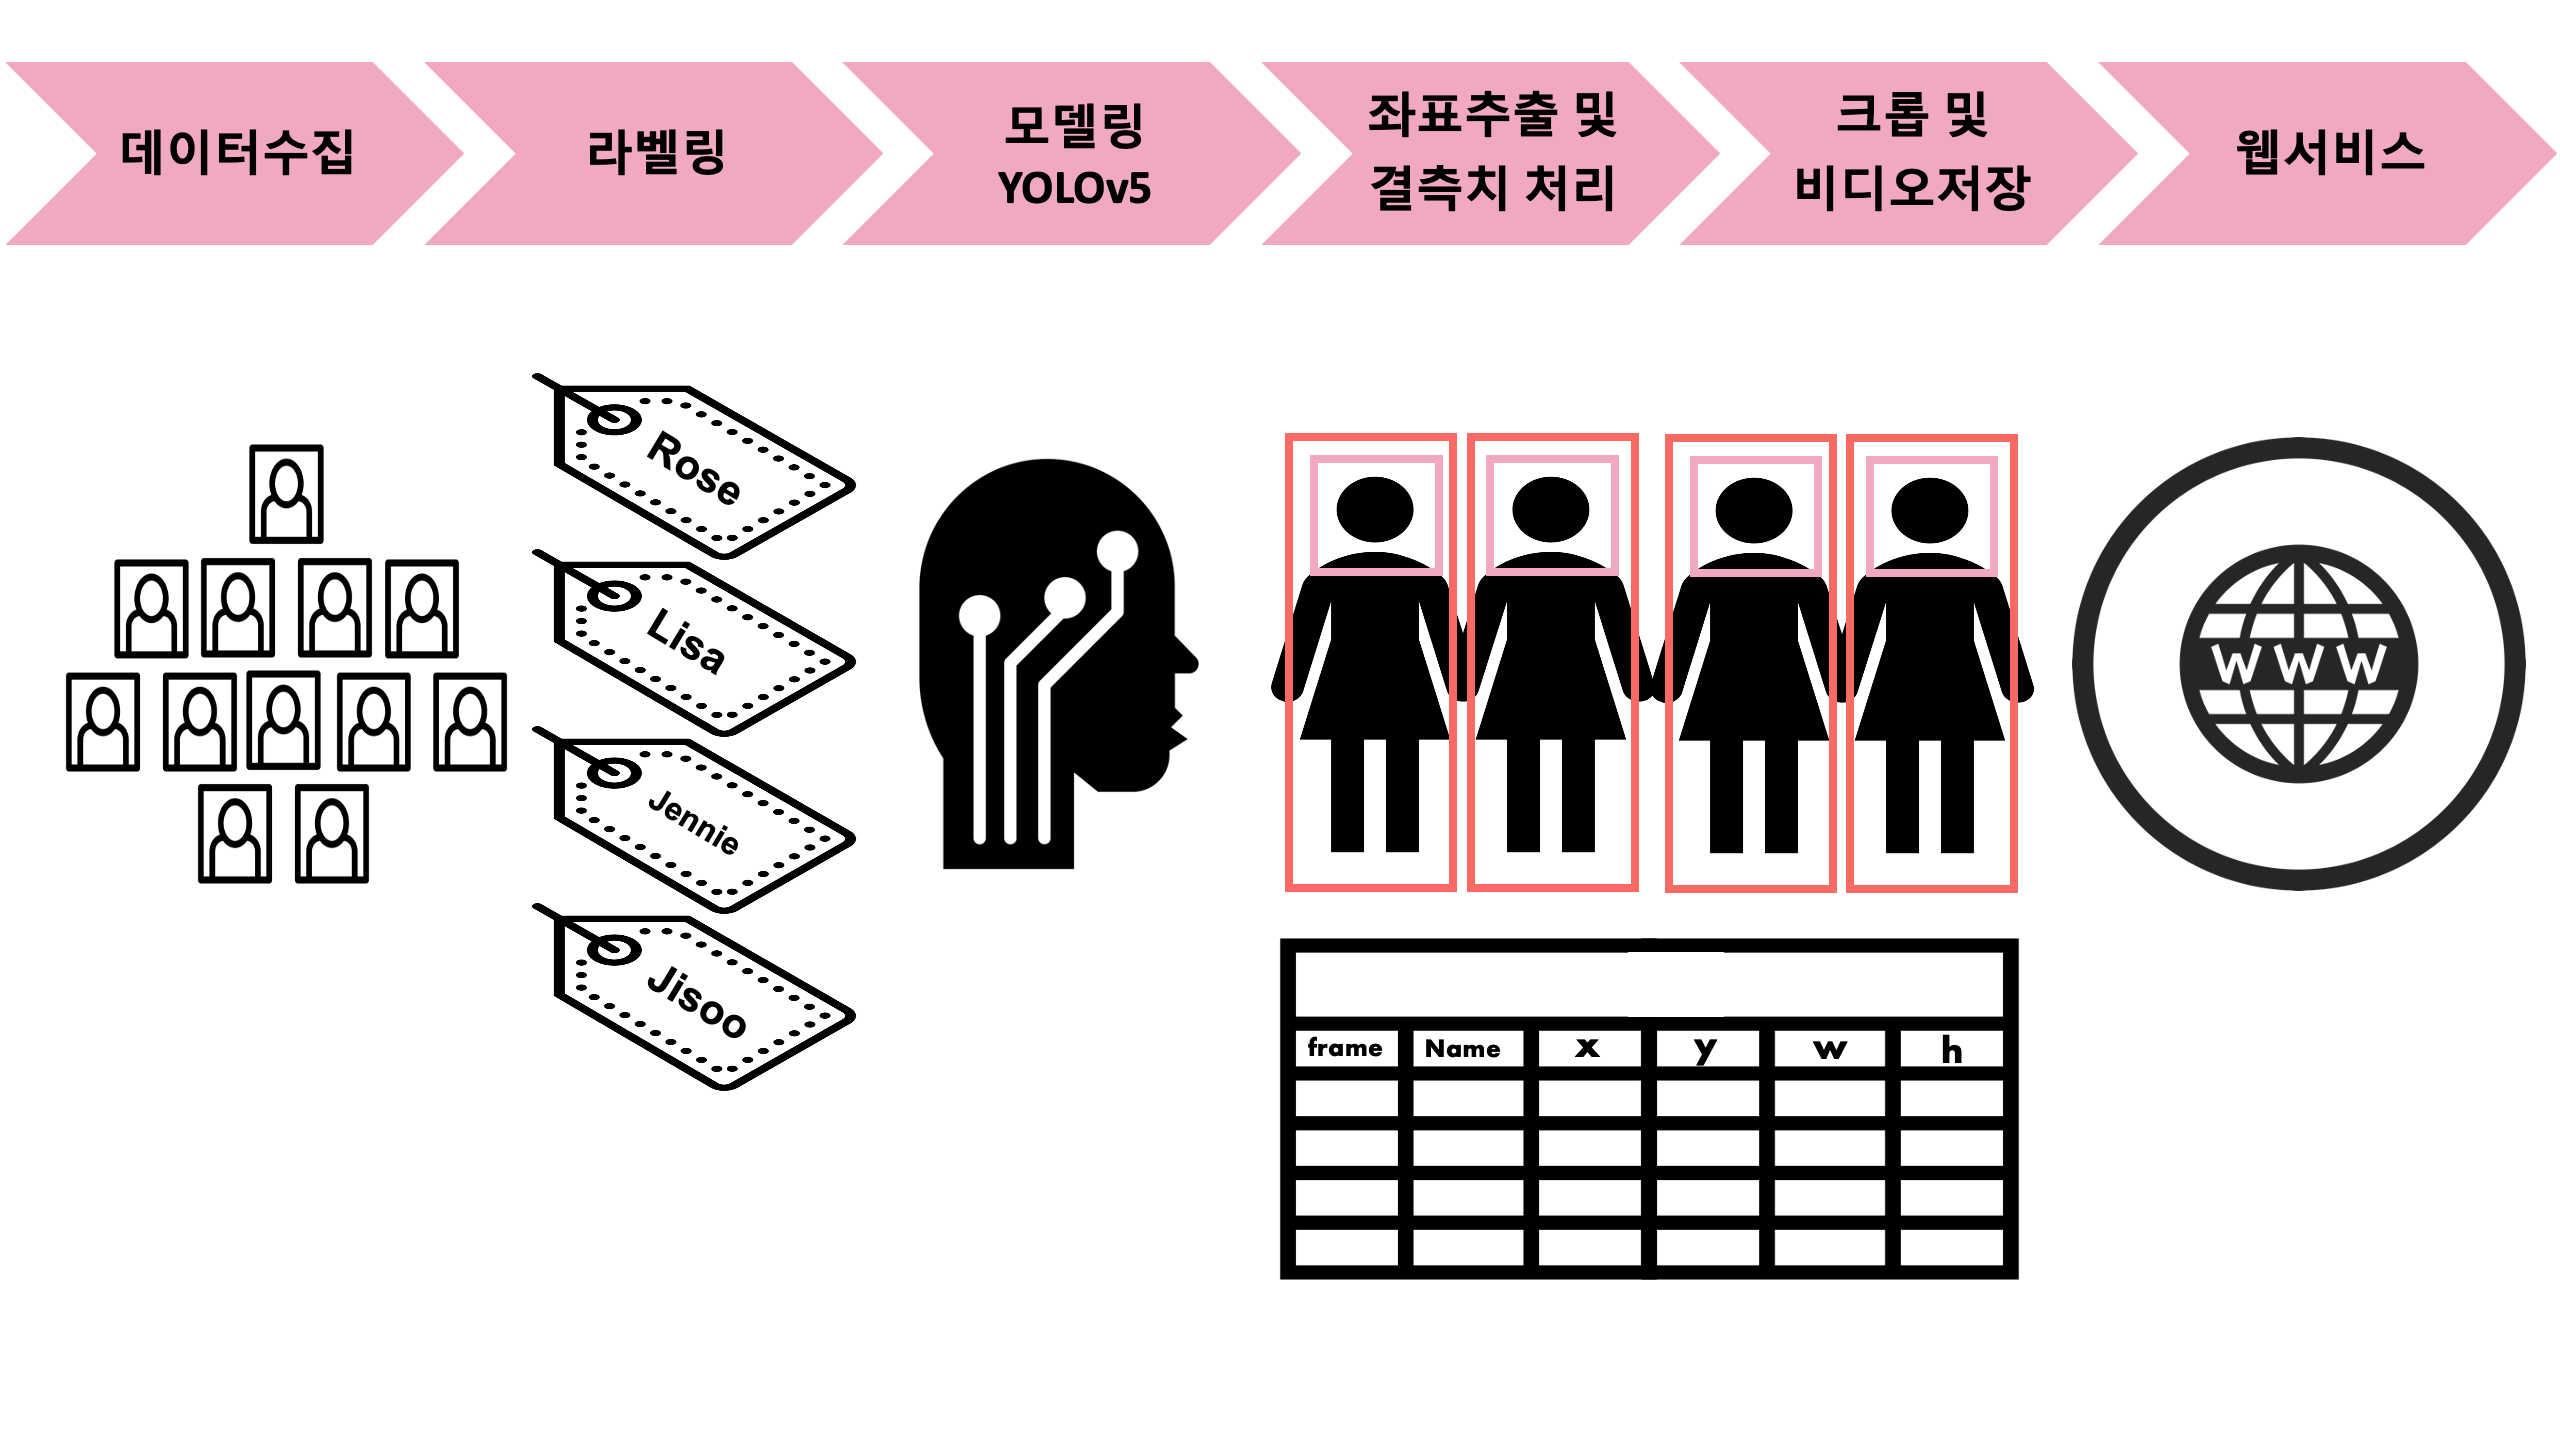 데이터수집
라벨링
모델링
YOLOv5
좌표추출 및
결측치 처리
크롭 및
비디오저장
웹서비스
Rose
Lisa
Jennie
Jisoo
WWW
frame Name x y w h